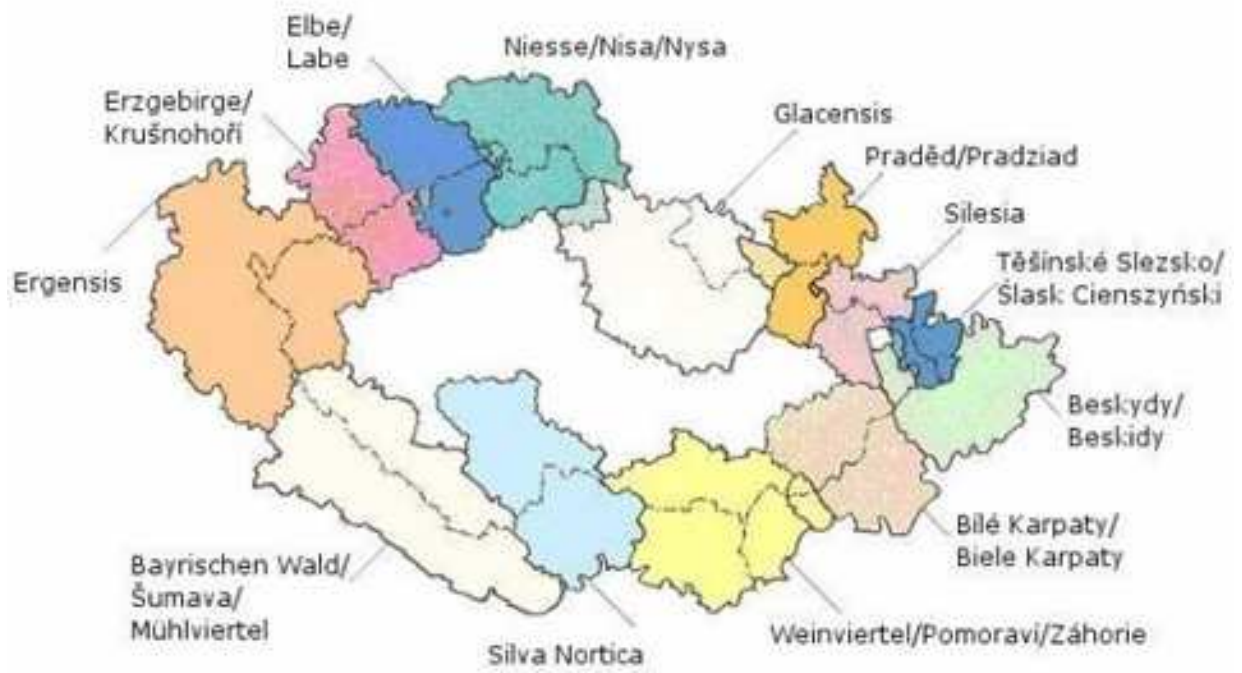 Elbe/
Labe
Niesse/Nisa/Nysa
Erzgebirge/
Krušnohoří
Glacensis
Praděd/Pradziad
Silesia
Těšínské Slezsko/
Šlask Cienszyński
Ergensis
Beskydy/
Beskidy
Bílé Karpaty/
Biele Karpaty
Bayrischen Wald/
Šumava/
Mühlviertel
Weinviertel/Pomoraví/Záhorie
Silva Nortica